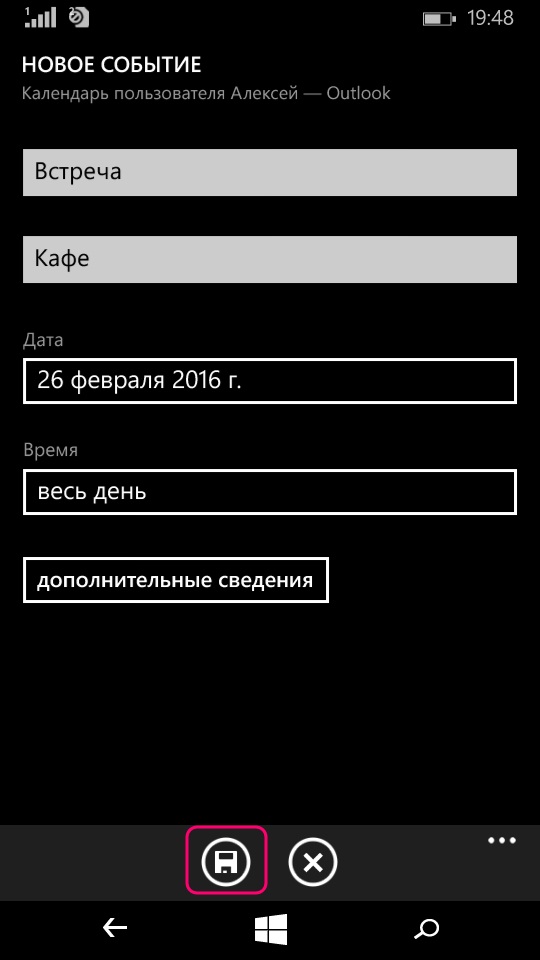 1
19:48
НОВОЕ СОБЫТИЕ
Календарь пользователя Алексей — Outlook
Встреча
Кафе
Дата
26 февраля 2016 г.
Время
весь день
дополнительные сведения